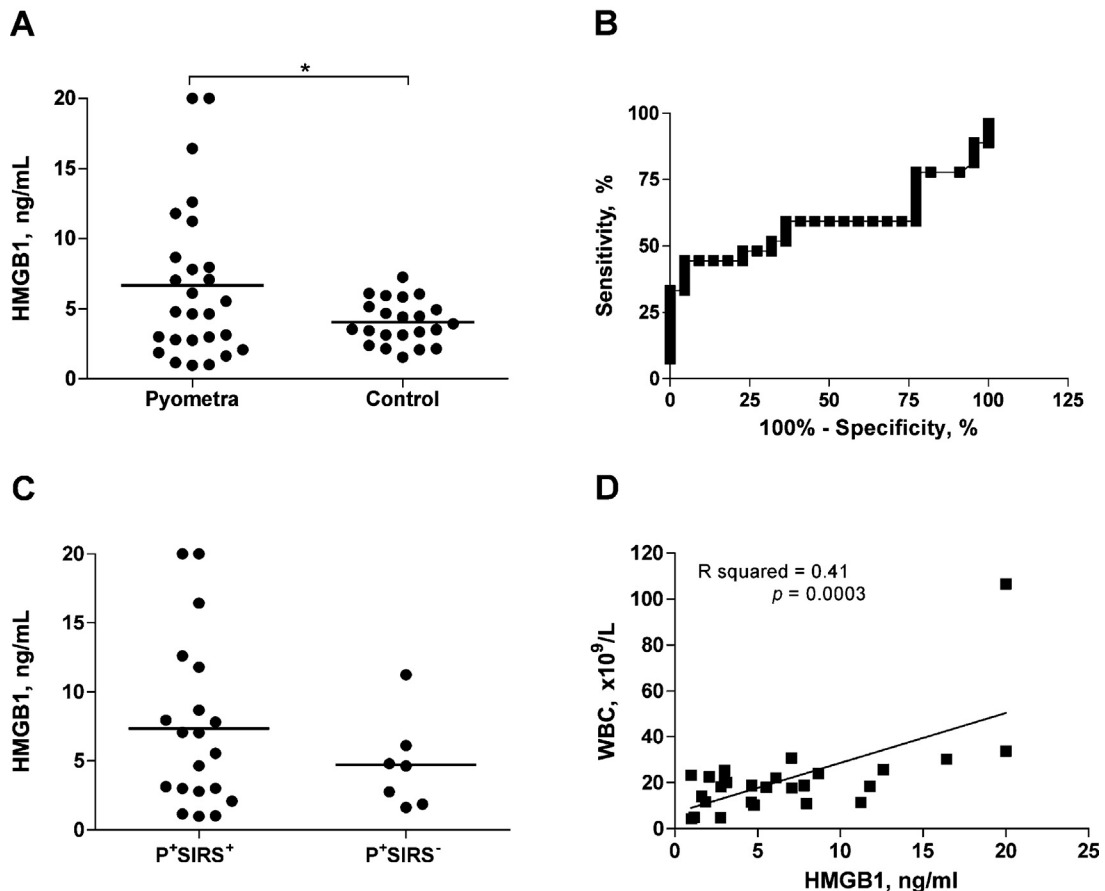 A
*
HMGB1, ng/mL
20
15
10
5
0
Pyometra
Control
B
Sensitivity, %
100
75
50
25
0
0
25
50
75
100
125
100% - Specificity, %
C
HMGB1, ng/mL
20
15
10
5
0
P⁺SIRS⁺
P⁺SIRS⁻
D
R squared = 0.41
p = 0.0003
WBC, x10⁹/L
120
100
80
60
40
20
0
0
5
10
15
20
25
HMGB1, ng/ml